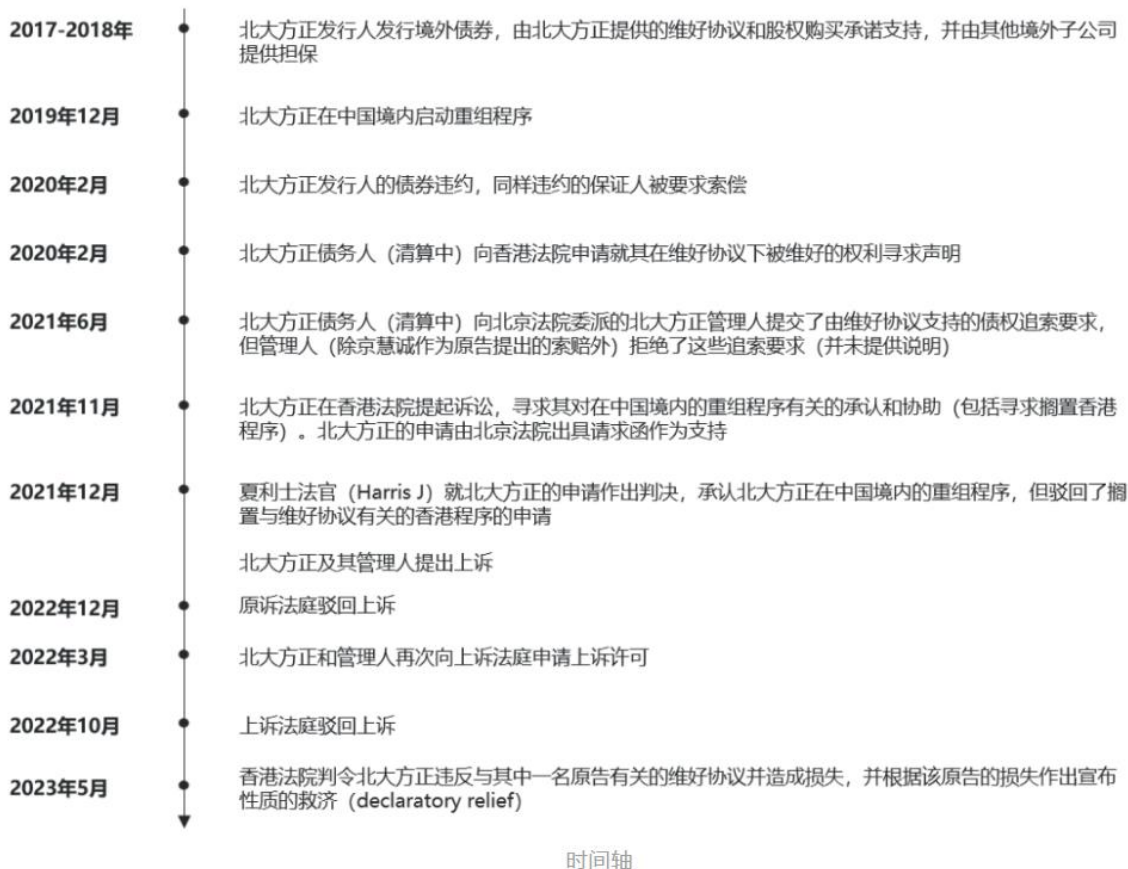 2017-2018年
北大方正发行人发行境外债券，由北大方正提供的维好协议和股权购买承诺支持，并由其他境外子公司
提供担保
2019年12月
北大方正在中国境内启动重组程序
2020年2月
北大方正发行人的债券违约，同样违约的保证人被要求索偿
2020年2月
北大方正债务人（清算中）向香港法院申请就其在维好协议下被维好的权利寻求声明
2021年6月
北大方正债务人（清算中）向北京法院委派的北大方正管理人提交了由维好协议支持的债权追索要求，
但管理人（除京慧诚作为原告提出的索赔外）拒绝了这些追索要求（并未提供说明）
2021年11月
北大方正在香港法院提起诉讼，寻求其对在中国境内的重组程序有关的承认和协助（包括寻求搁置香港
程序）。北大方正的申请由北京法院出具请求函作为支持
2021年12月
夏利士法官（Harris J）就北大方正的申请作出判决，承认北大方正在中国境内的重组程序，但驳回了搁
置与维好协议有关的香港程序的申请
北大方正及其管理人提出上诉
2022年12月
原诉法庭驳回上诉
2022年3月
北大方正和管理人再次向上诉法庭申请上诉许可
2022年10月
上诉法庭驳回上诉
2023年5月
香港法院判令北大方正违反与其中一名原告有关的维好协议并造成损失，并根据该原告的损失作出宣布
性质的救济（declaratory relief）
时间轴